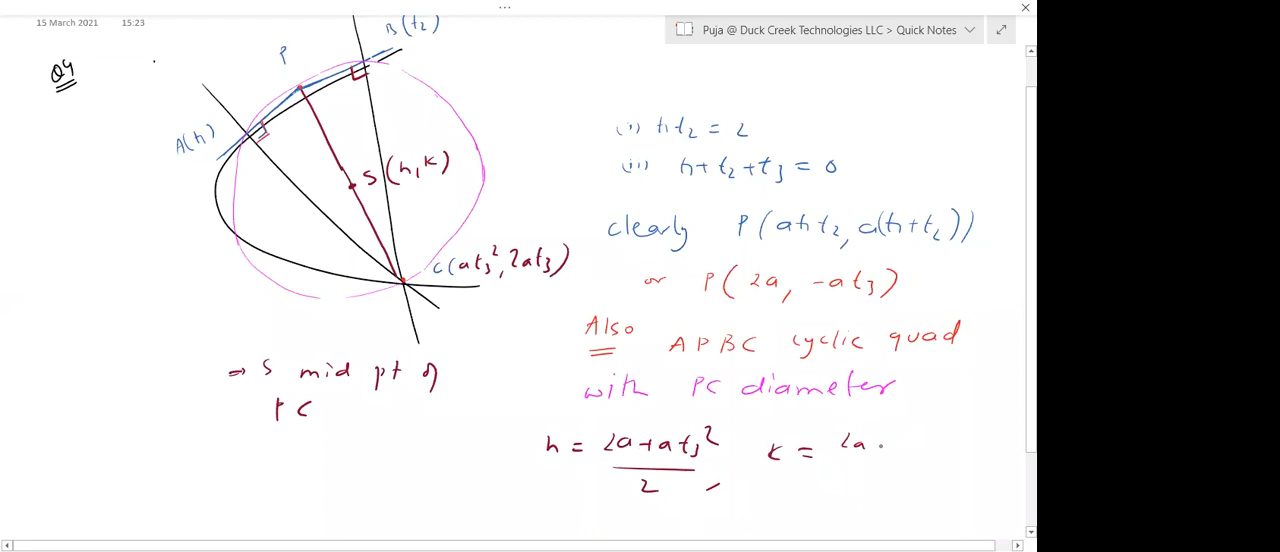 15 March 2021 15:23
Puja @ Duck Creek Technologies LLC > Quick Notes
Q4
P
B(t₂)
A(t₁)
S(h,k)
C(at₃², 2at₃)
⇒ S mid pt of
PC
(i) t₁t₂ = 2
(ii) t₁+t₂+t₃ = 0
clearly P(at₁t₂, a(t₁+t₂))
or P(2a, -at₃)
Also APBC cyclic quad
with PC diameter
h = (2a+at₃²)/2, k = 2a